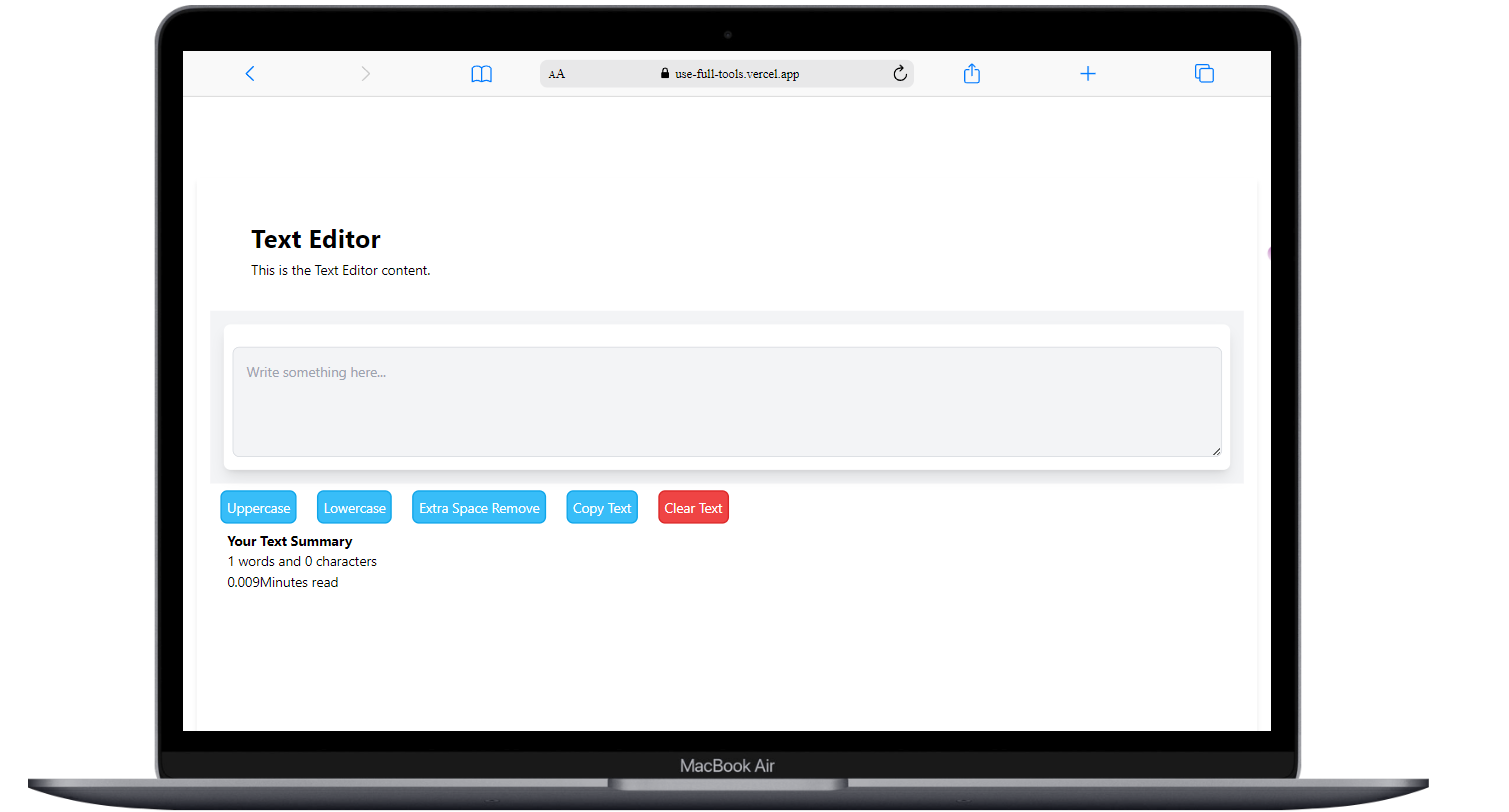 AA use-full-tools.vercel.app
Text Editor
This is the Text Editor content.
Write something here...
Uppercase Lowercase Extra Space Remove Copy Text Clear Text
Your Text Summary
1 words and 0 characters
0.009Minutes read
MacBook Air